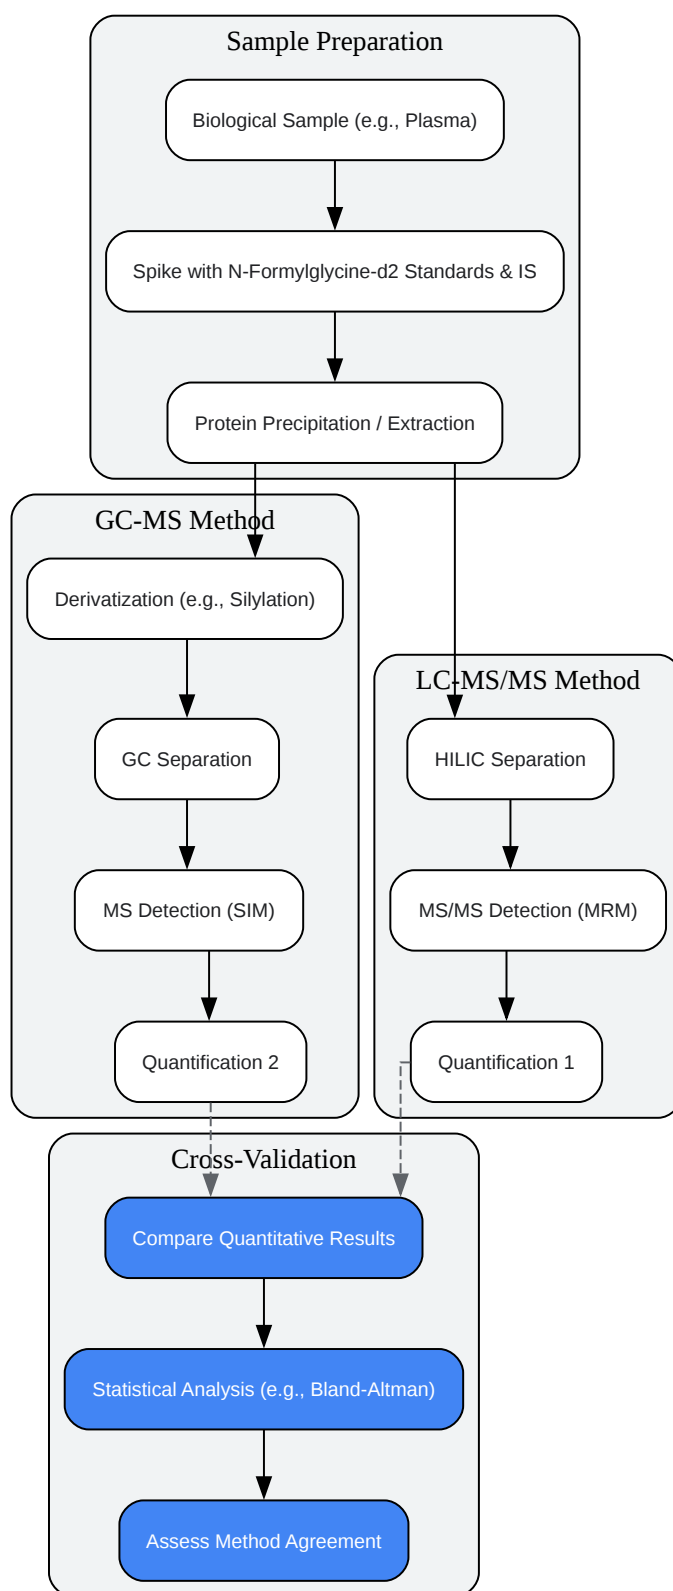 Sample Preparation
Biological Sample (e.g., Plasma)
Spike with N-Formylglycine-d2 Standards & IS
Protein Precipitation / Extraction
GC-MS Method
Derivatization (e.g., Silylation)
GC Separation
MS Detection (SIM)
Quantification 2
LC-MS/MS Method
HILIC Separation
MS/MS Detection (MRM)
Quantification 1
Cross-Validation
Compare Quantitative Results
Statistical Analysis (e.g., Bland-Altman)
Assess Method Agreement